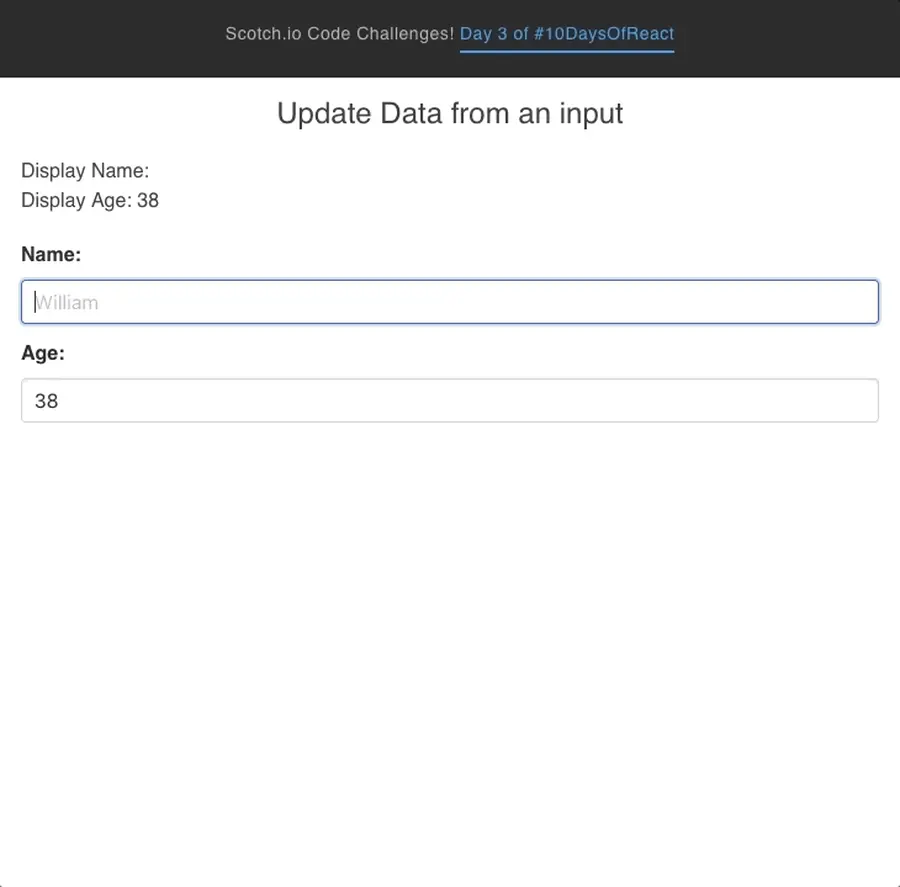 Scotch.io Code Challenges! Day 3 of #10DaysOfReact
Update Data from an input
Display Name:
Display Age: 38
Name:
William
Age:
38